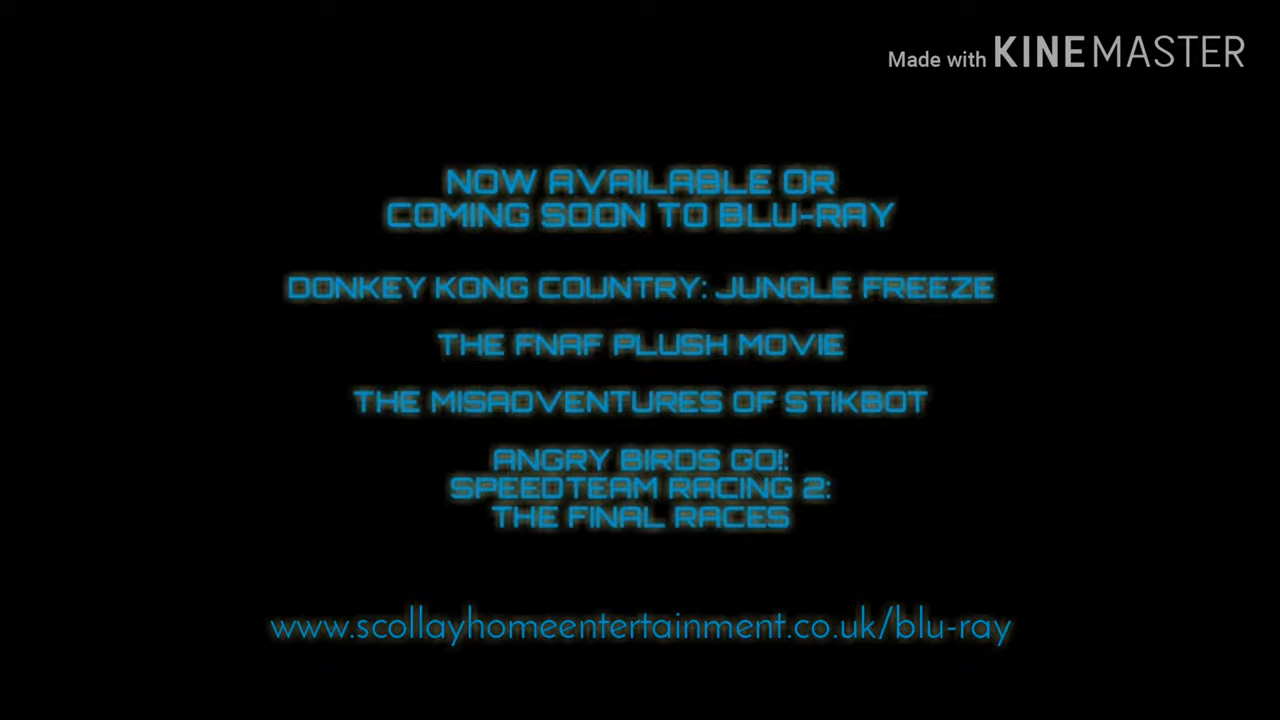 Made with KINEMASTER
NOW AVAILABLE OR
COMING SOON TO BLU-RAY
DONKEY KONG COUNTRY: JUNGLE FREEZE
THE FNAF PLUSH MOVIE
THE MISADVENTURES OF STIKBOT
ANGRY BIRDS GO!:
SPEEDTEAM RACING 2:
THE FINAL RACES
www.scollayhomeentertainment.co.uk/blu-ray